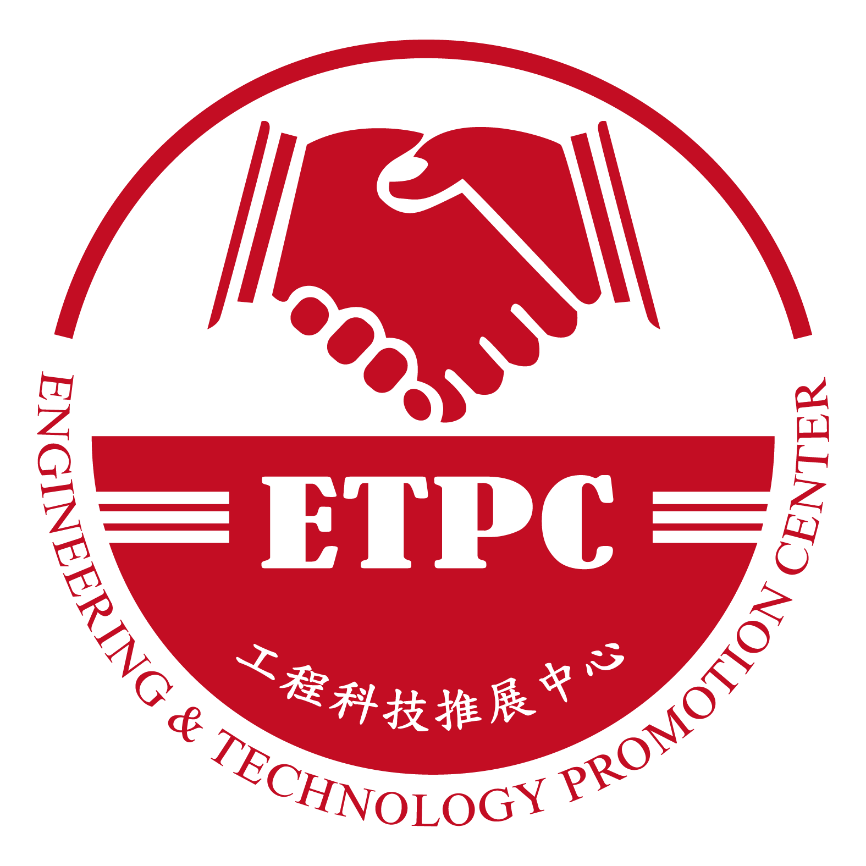 ETPC
工程科技推展中心
ENGINEERING & TECHNOLOGY PROMOTION CENTER